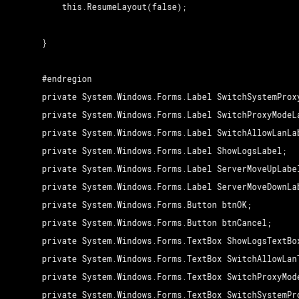 this.ResumeLayout(false);
}
#endregion
private System.Windows.Forms.Label SwitchSystemProxy
private System.Windows.Forms.Label SwitchProxyModeLa
private System.Windows.Forms.Label SwitchAllowLanLab
private System.Windows.Forms.Label ShowLogsLabel;
private System.Windows.Forms.Label ServerMoveUpLabel
private System.Windows.Forms.Label ServerMoveDownLab
private System.Windows.Forms.Button btnOK;
private System.Windows.Forms.Button btnCancel;
private System.Windows.Forms.TextBox ShowLogsTextBox
private System.Windows.Forms.TextBox SwitchAllowLanT
private System.Windows.Forms.TextBox SwitchProxyMode
private System.Windows.Forms.TextBox SwitchSystemPro